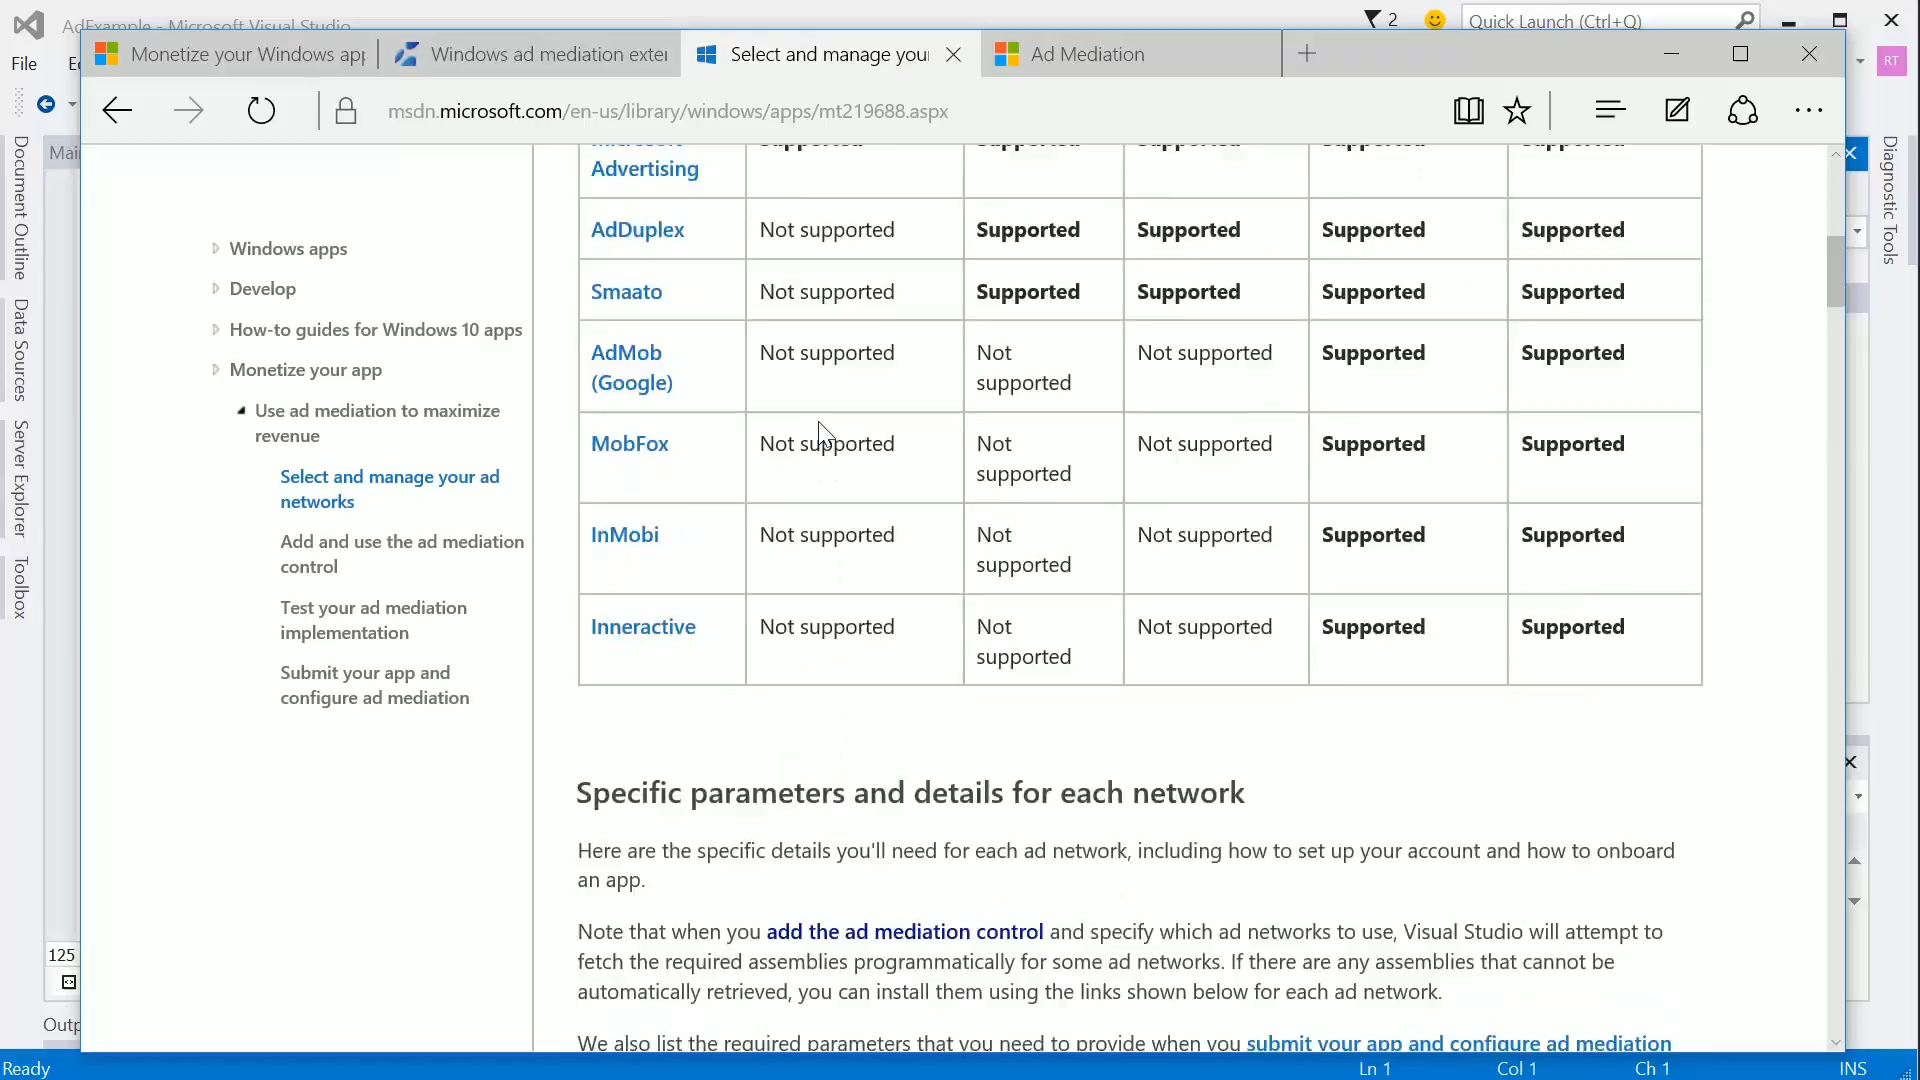 AdExample - Microsoft Visual Studio
2
Quick Launch (Ctrl+Q)
File
RT
Monetize your Windows app
Windows ad mediation exter
Select and manage your
Ad Mediation
msdn.microsoft.com/en-us/library/windows/apps/mt219688.aspx
Document Outline
Data Sources
Server Explorer
Toolbox
Diagnostic Tools
Windows apps
Develop
How-to guides for Windows 10 apps
Monetize your app
Use ad mediation to maximize
revenue
Select and manage your ad
networks
Add and use the ad mediation
control
Test your ad mediation
implementation
Submit your app and
configure ad mediation
Microsoft Supported Supported Supported Supported Supported
Advertising
AdDuplex Not supported Supported Supported Supported Supported
Smaato Not supported Supported Supported Supported Supported
AdMob Not supported Not Not supported Supported Supported
(Google) supported
MobFox Not supported Not Not supported Supported Supported
supported
InMobi Not supported Not Not supported Supported Supported
supported
Inneractive Not supported Not Not supported Supported Supported
supported
Specific parameters and details for each network
Here are the specific details you'll need for each ad network, including how to set up your account and how to onboard
an app.
Note that when you add the ad mediation control and specify which ad networks to use, Visual Studio will attempt to
fetch the required assemblies programmatically for some ad networks. If there are any assemblies that cannot be
automatically retrieved, you can install them using the links shown below for each ad network.
We also list the required parameters that you need to provide when you submit your app and configure ad mediation
125
Ready
Ln 1
Col 1
Ch 1
INS